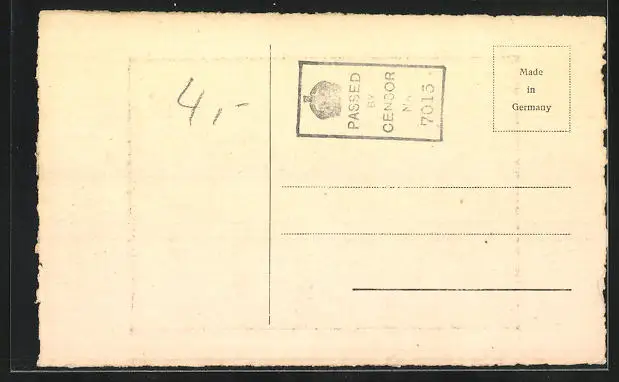 4,-
PASSED
BY
CENSOR
No
7015
Made
in
Germany